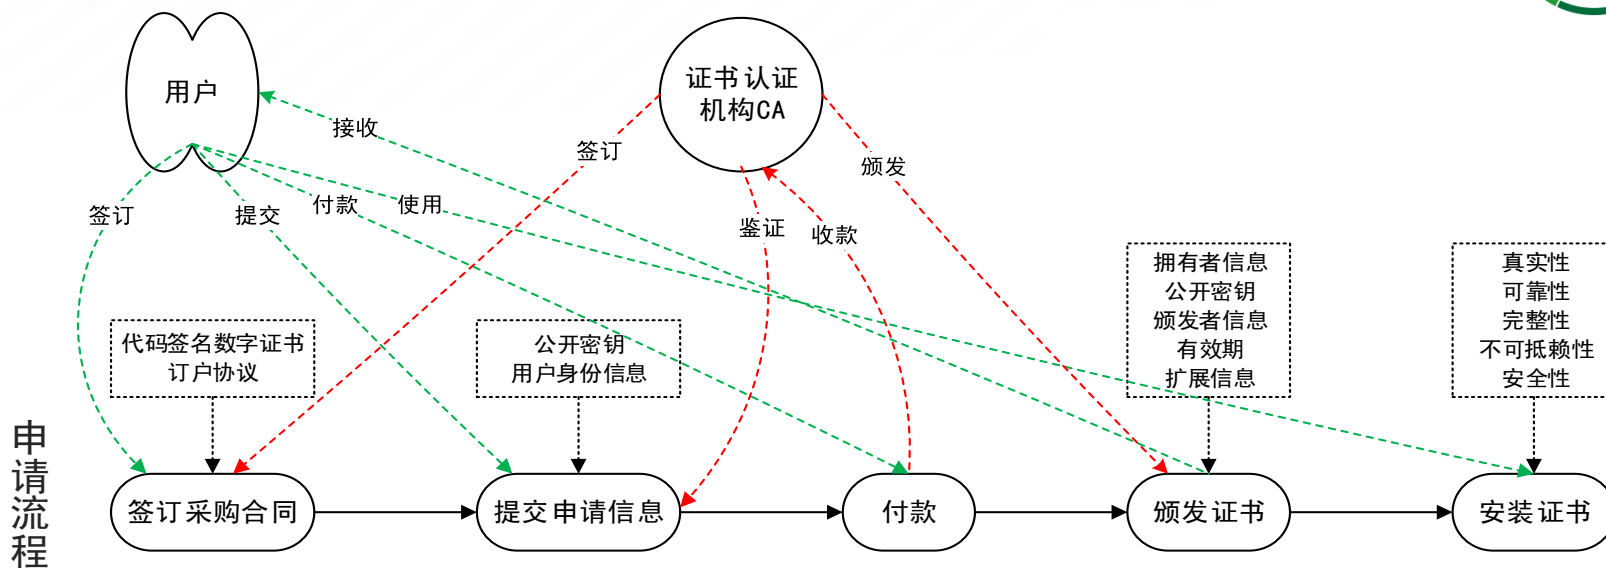 用户
证书认证
机构CA
接收
签订
颁发
签订
提交
付款
使用
鉴证
收款
代码签名数字证书
订户协议
公开密钥
用户身份信息
拥有者信息
公开密钥
颁发者信息
有效期
扩展信息
真实性
可靠性
完整性
不可抵赖性
安全性
申请流程
签订采购合同
提交申请信息
付款
颁发证书
安装证书